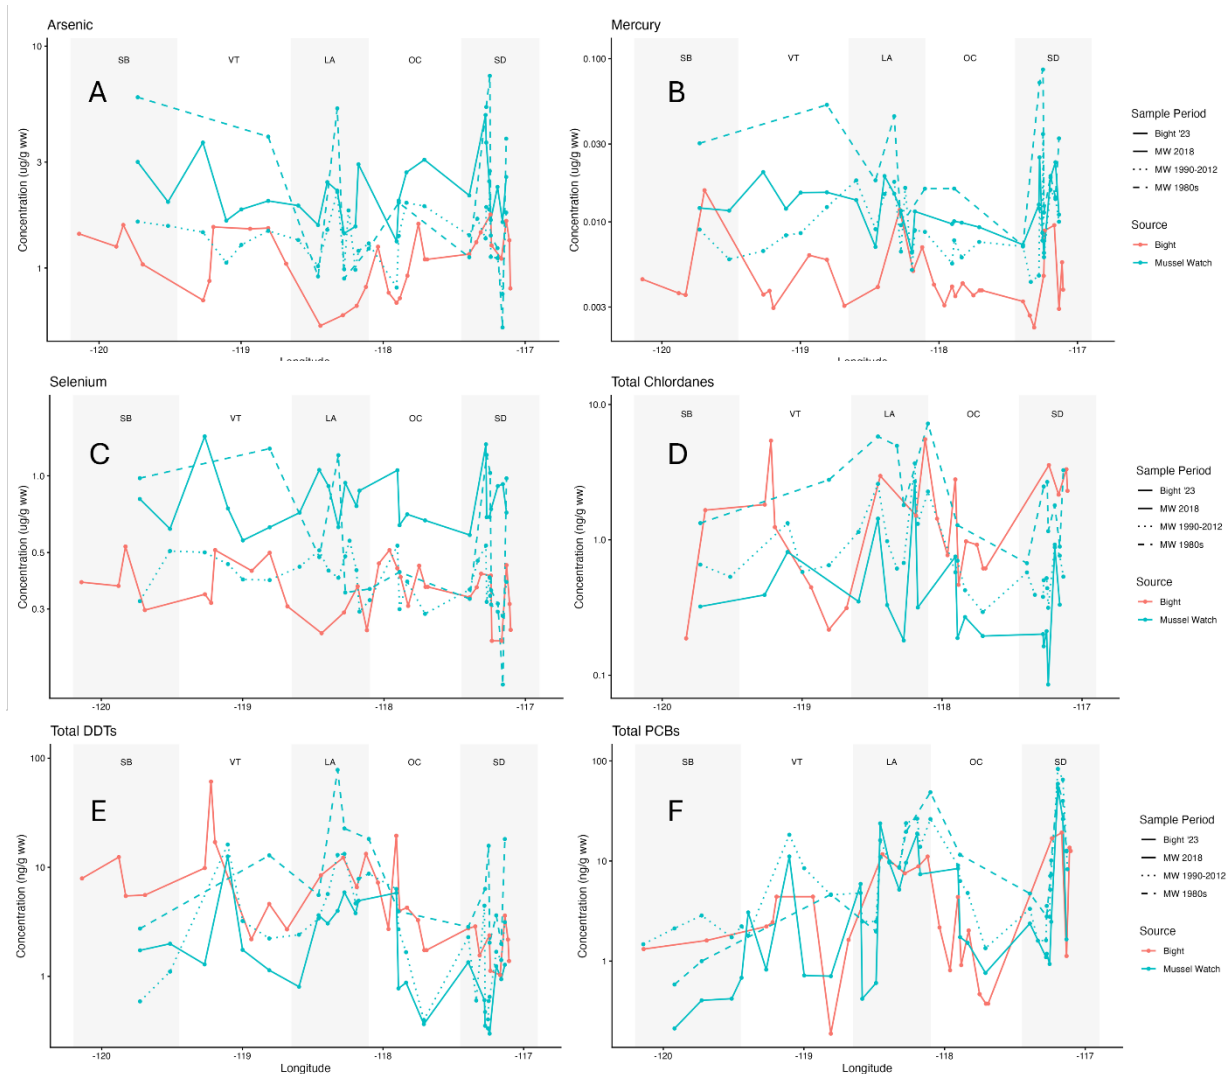 Arsenic
10
3
1
Concentration (ug/g ww)
SB VT LA OC SD
A
-120 -119 -118 -117
Longitude
Mercury
0.100
0.030
0.010
0.003
Concentration (ug/g ww)
SB VT LA OC SD
B
-120 -119 -118 -117
Sample Period
Bight '23
MW 2018
MW 1990-2012
MW 1980s
Source
Bight
Mussel Watch
Selenium
1.0
0.5
0.3
Concentration (ug/g ww)
SB VT LA OC SD
C
-120 -119 -118 -117
Total Chlordanes
10.0
1.0
0.1
Concentration (ng/g ww)
SB VT LA OC SD
D
-120 -119 -118 -117
Sample Period
Bight '23
MW 2018
MW 1990-2012
MW 1980s
Source
Bight
Mussel Watch
Total DDTs
100
10
1
Concentration (ng/g ww)
SB VT LA OC SD
E
-120 -119 -118 -117
Longitude
Total PCBs
100
10
1
Concentration (ng/g ww)
SB VT LA OC SD
F
-120 -119 -118 -117
Longitude
Sample Period
Bight '23
MW 2018
MW 1990-2012
MW 1980s
Source
Bight
Mussel Watch